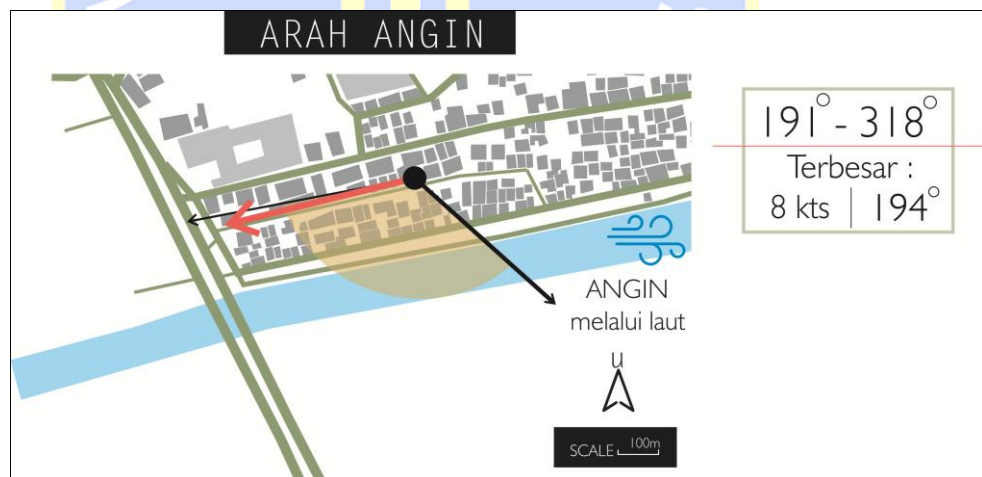 ARAH ANGIN
191° - 318°
Terbesar :
8 kts | 194°
ANGIN
melalui laut
U
SCALE 100m